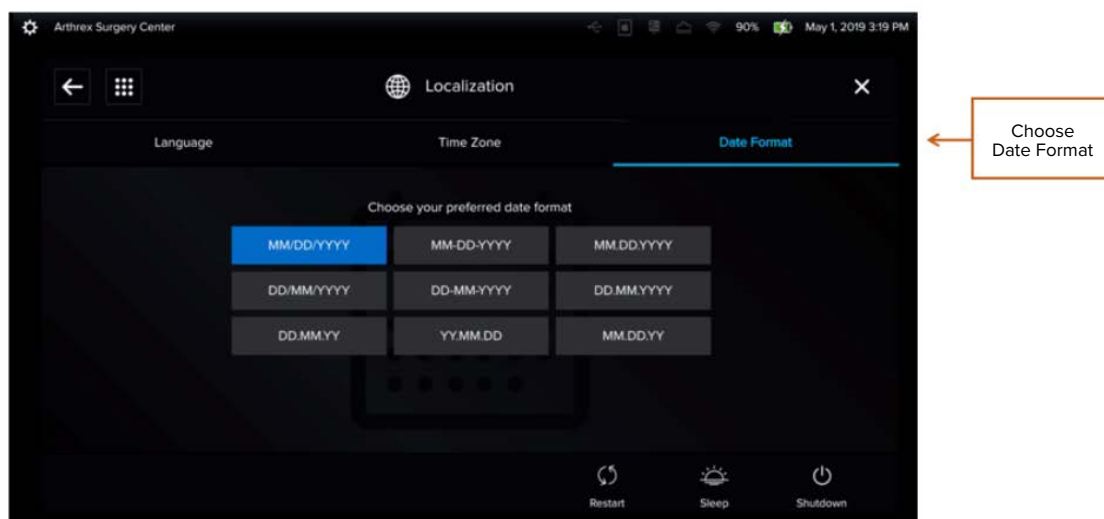 Arthrex Surgery Center 90% May 1, 2019 3:19 PM
Localization
Language Time Zone Date Format
Choose
Date Format
Choose your preferred date format
MM/DD/YYYY MM-DD-YYYY MM.DD.YYYY
DD/MM/YYYY DD-MM-YYYY DD.MM.YYYY
DD.MM.YY YY.MM.DD MM.DD.YY
Restart Sleep Shutdown